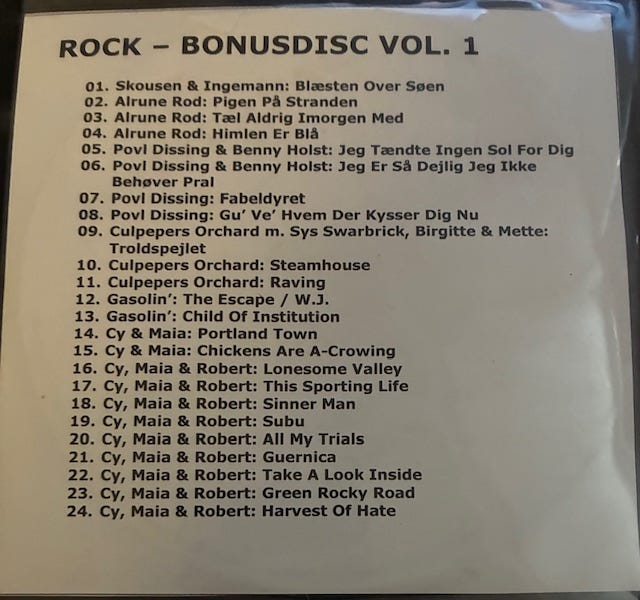 ROCK – BONUSDISC VOL. 1
01. Skousen & Ingemann: Blæsten Over Søen
02. Alrune Rod: Pigen På Stranden
03. Alrune Rod: Tæl Aldrig Imorgen Med
04. Alrune Rod: Himlen Er Blå
05. Povl Dissing & Benny Holst: Jeg Tændte Ingen Sol For Dig
06. Povl Dissing & Benny Holst: Jeg Er Så Dejlig Jeg Ikke
Behøver Pral
07. Povl Dissing: Fabeldyret
08. Povl Dissing: Gu’ Ve’ Hvem Der Kysser Dig Nu
09. Culpepers Orchard m. Sys Swarbrick, Birgitte & Mette:
Troldspejlet
10. Culpepers Orchard: Steamhouse
11. Culpepers Orchard: Raving
12. Gasolin’: The Escape / W.J.
13. Gasolin’: Child Of Institution
14. Cy & Maia: Portland Town
15. Cy & Maia: Chickens Are A-Crowing
16. Cy, Maia & Robert: Lonesome Valley
17. Cy, Maia & Robert: This Sporting Life
18. Cy, Maia & Robert: Sinner Man
19. Cy, Maia & Robert: Subu
20. Cy, Maia & Robert: All My Trials
21. Cy, Maia & Robert: Guernica
22. Cy, Maia & Robert: Take A Look Inside
23. Cy, Maia & Robert: Green Rocky Road
24. Cy, Maia & Robert: Harvest Of Hate